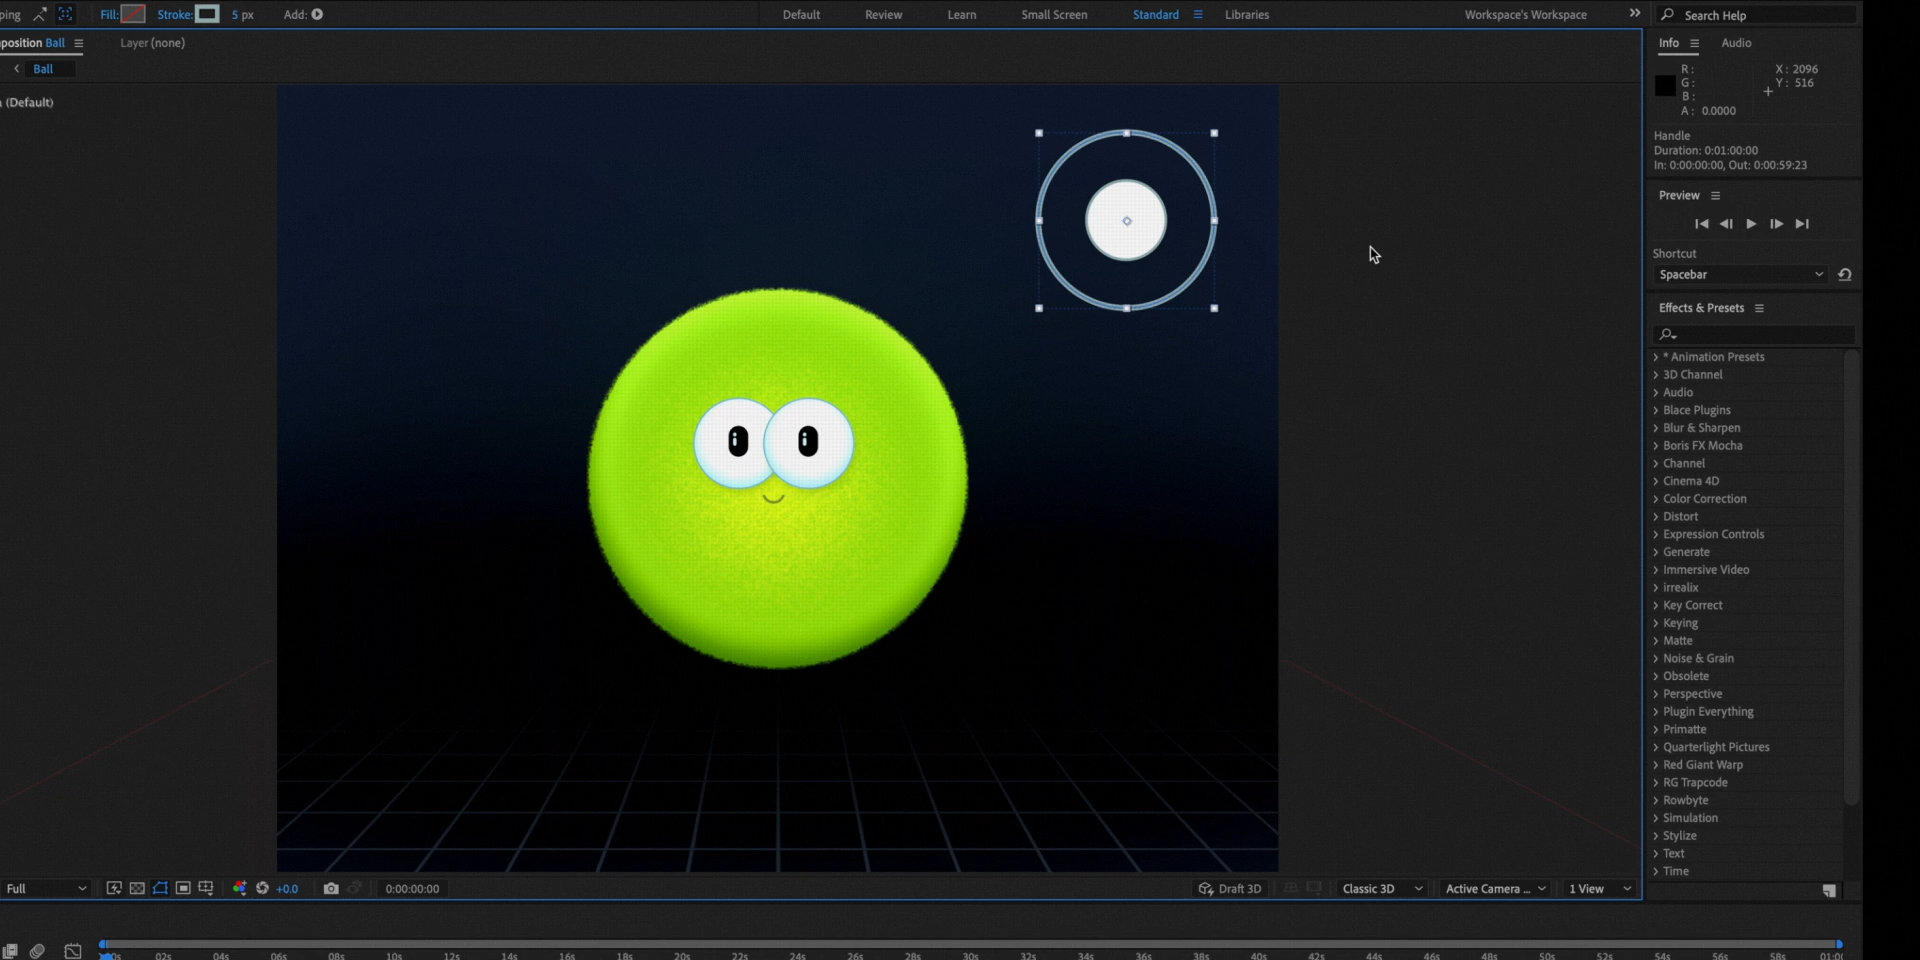 ping Fill: Stroke: 5 px Add: Default Review Learn Small Screen Standard Libraries Workspace's Workspace Search Help
position Ball Layer (none) Info Audio
Ball
(Default)
R:
G:
B:
A: 0.0000
X: 2096
Y: 516
Handle
Duration: 0:01:00:00
In: 0:00:00:00, Out: 0:00:59:23
Preview
Shortcut
Spacebar
Effects & Presets
* Animation Presets
3D Channel
Audio
Blace Plugins
Blur & Sharpen
Boris FX Mocha
Channel
Cinema 4D
Color Correction
Distort
Expression Controls
Generate
Immersive Video
irrealix
Key Correct
Keying
Matte
Noise & Grain
Obsolete
Perspective
Plugin Everything
Primatte
Quarterlight Pictures
Red Giant Warp
RG Trapcode
Rowbyte
Simulation
Stylize
Text
Time
Full +0.0 0:00:00:00 Draft 3D Classic 3D Active Camera ... 1 View
02s 04s 06s 08s 10s 12s 14s 16s 18s 20s 22s 24s 26s 28s 30s 32s 34s 36s 38s 40s 42s 44s 46s 48s 50s 52s 54s 56s 58s 01:00